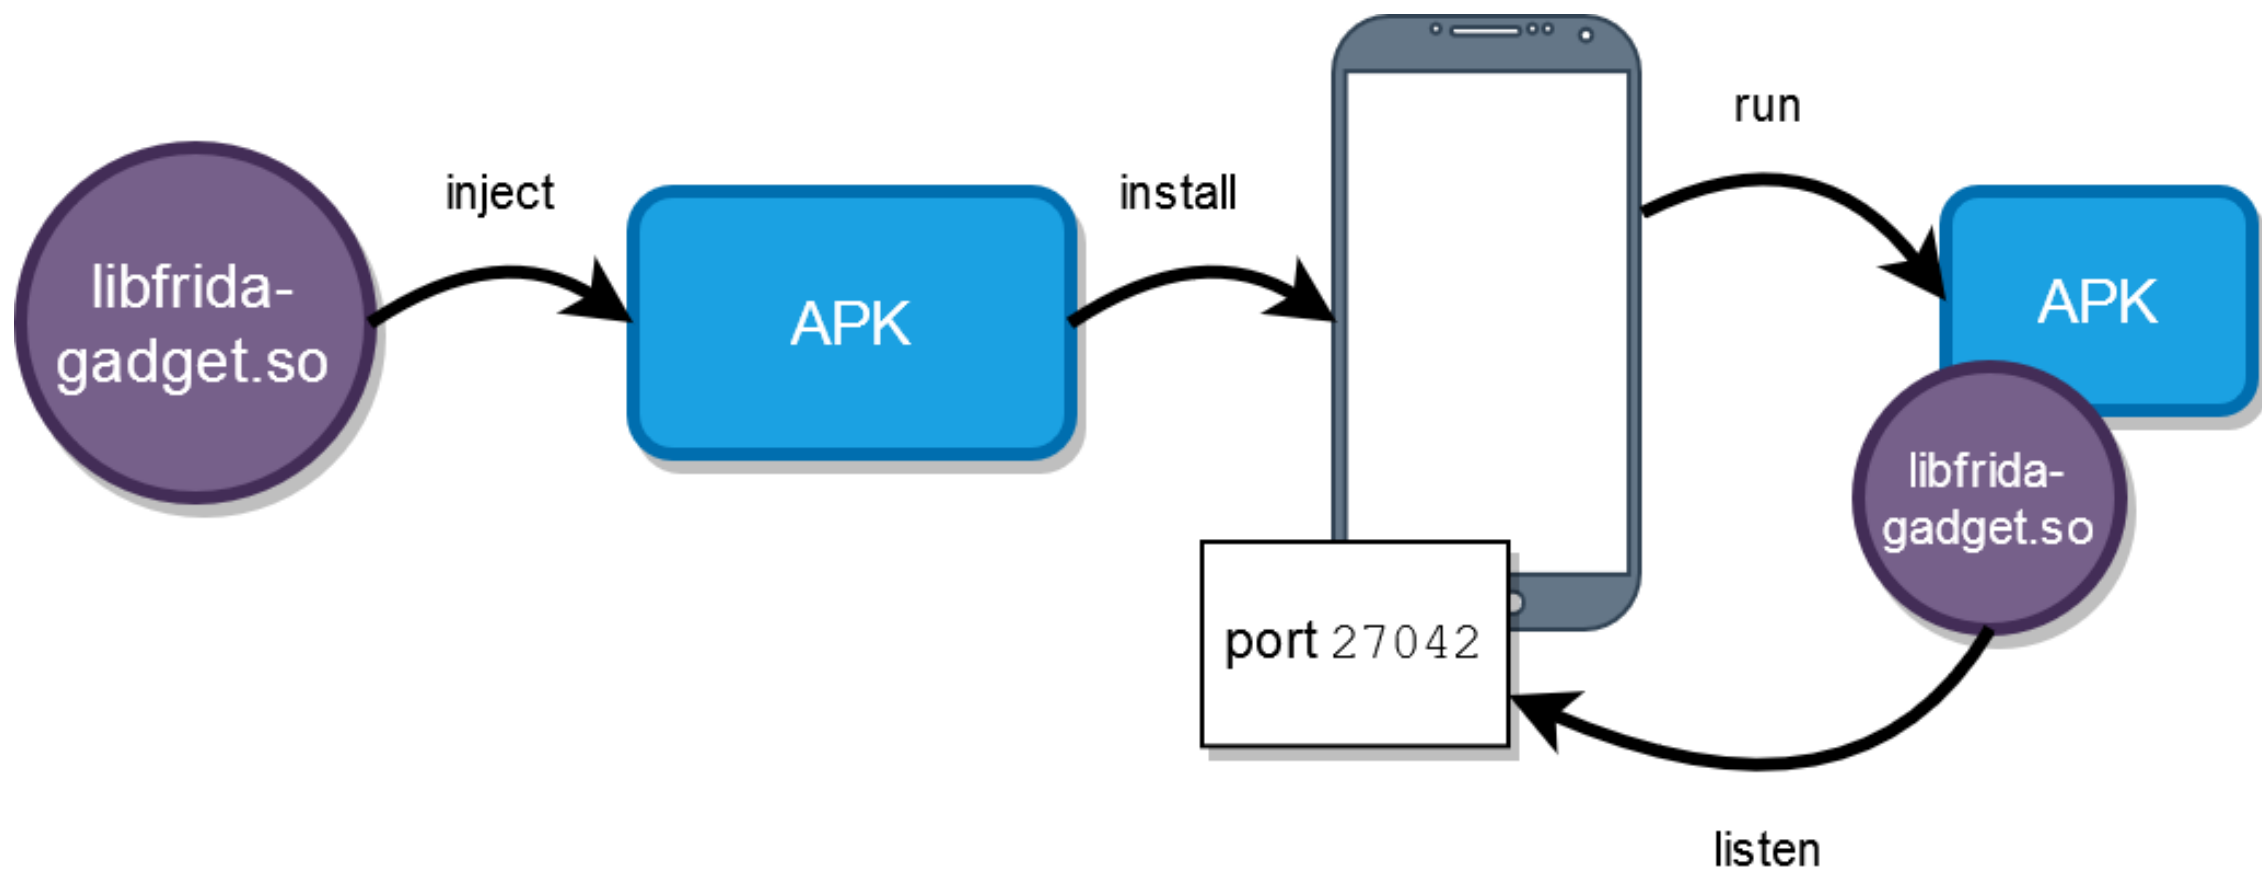 libfrida-
gadget.so
inject
APK
install
run
APK
libfrida-
gadget.so
port 27042
listen